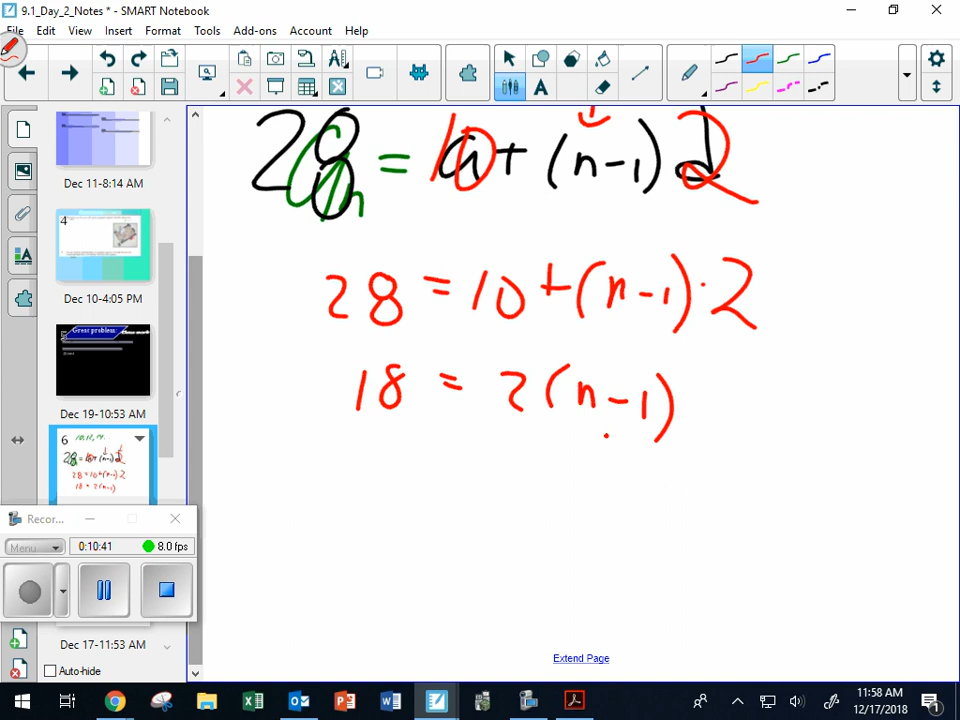 9.1_Day_2_Notes * - SMART Notebook
File Edit View Insert Format Tools Add-ons Account Help
Dec 11-8:14 AM
4
Dec 10-4:05 PM
Great problem:
Dec 19-10:53 AM
6
28 = 10 + (n-1) 2
28 = 10 + (n-1) · 2
18 = 2(n-1)
Recor...
Menu
0:10:41
8.0 fps
Dec 17-11:53 AM
Auto-hide
Extend Page
11:58 AM
12/17/2018
1